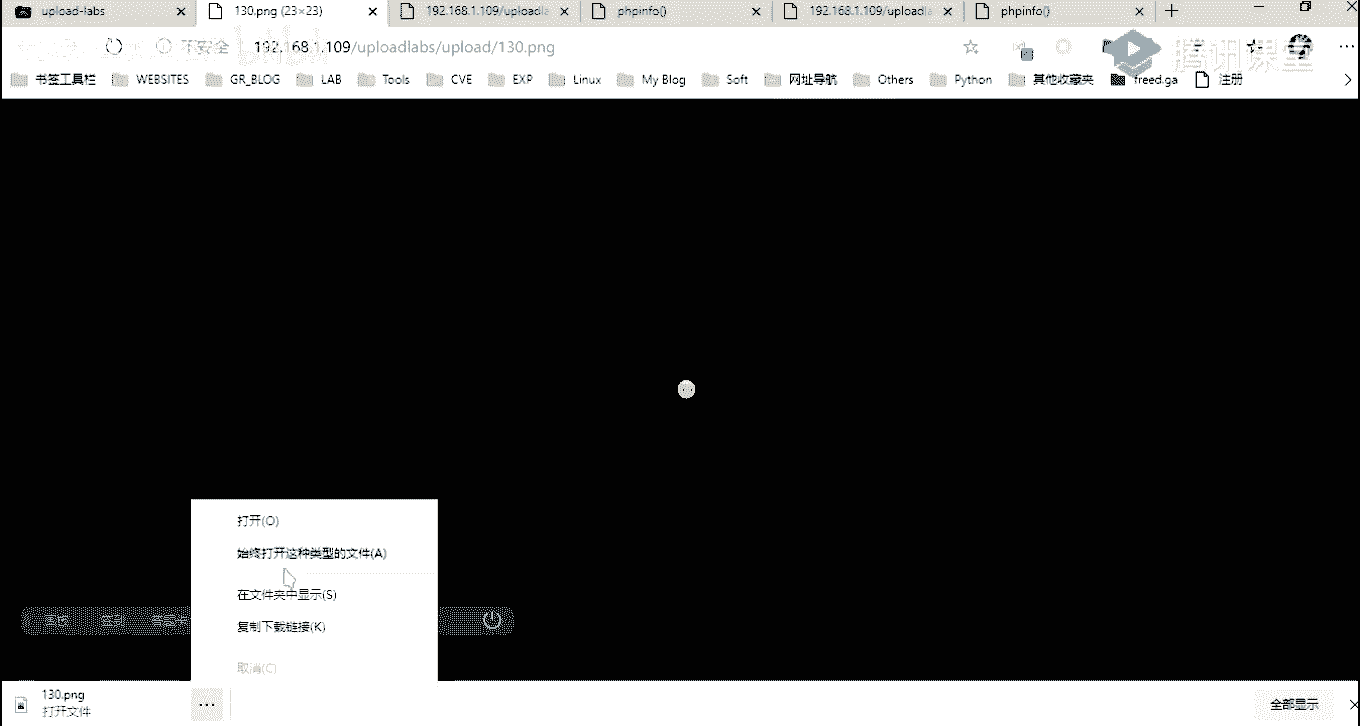 upload-labs
130.png (23×23)
192.168.1.109/uploadla
phpinfo()
192.168.1.109/uploadla
phpinfo()
不安全
192.168.1.109/uploadlabs/upload/130.png
腾讯课堂
书签工具栏
WEBSITES
GR_BLOG
LAB
Tools
CVE
EXP
Linux
My Blog
Soft
网址导航
Others
Python
其他收藏夹
freed.ga
注册
打开(O)
始终打开这种类型的文件(A)
在文件夹中显示(S)
复制下载链接(K)
取消(C)
130.png
打开文件
全部显示